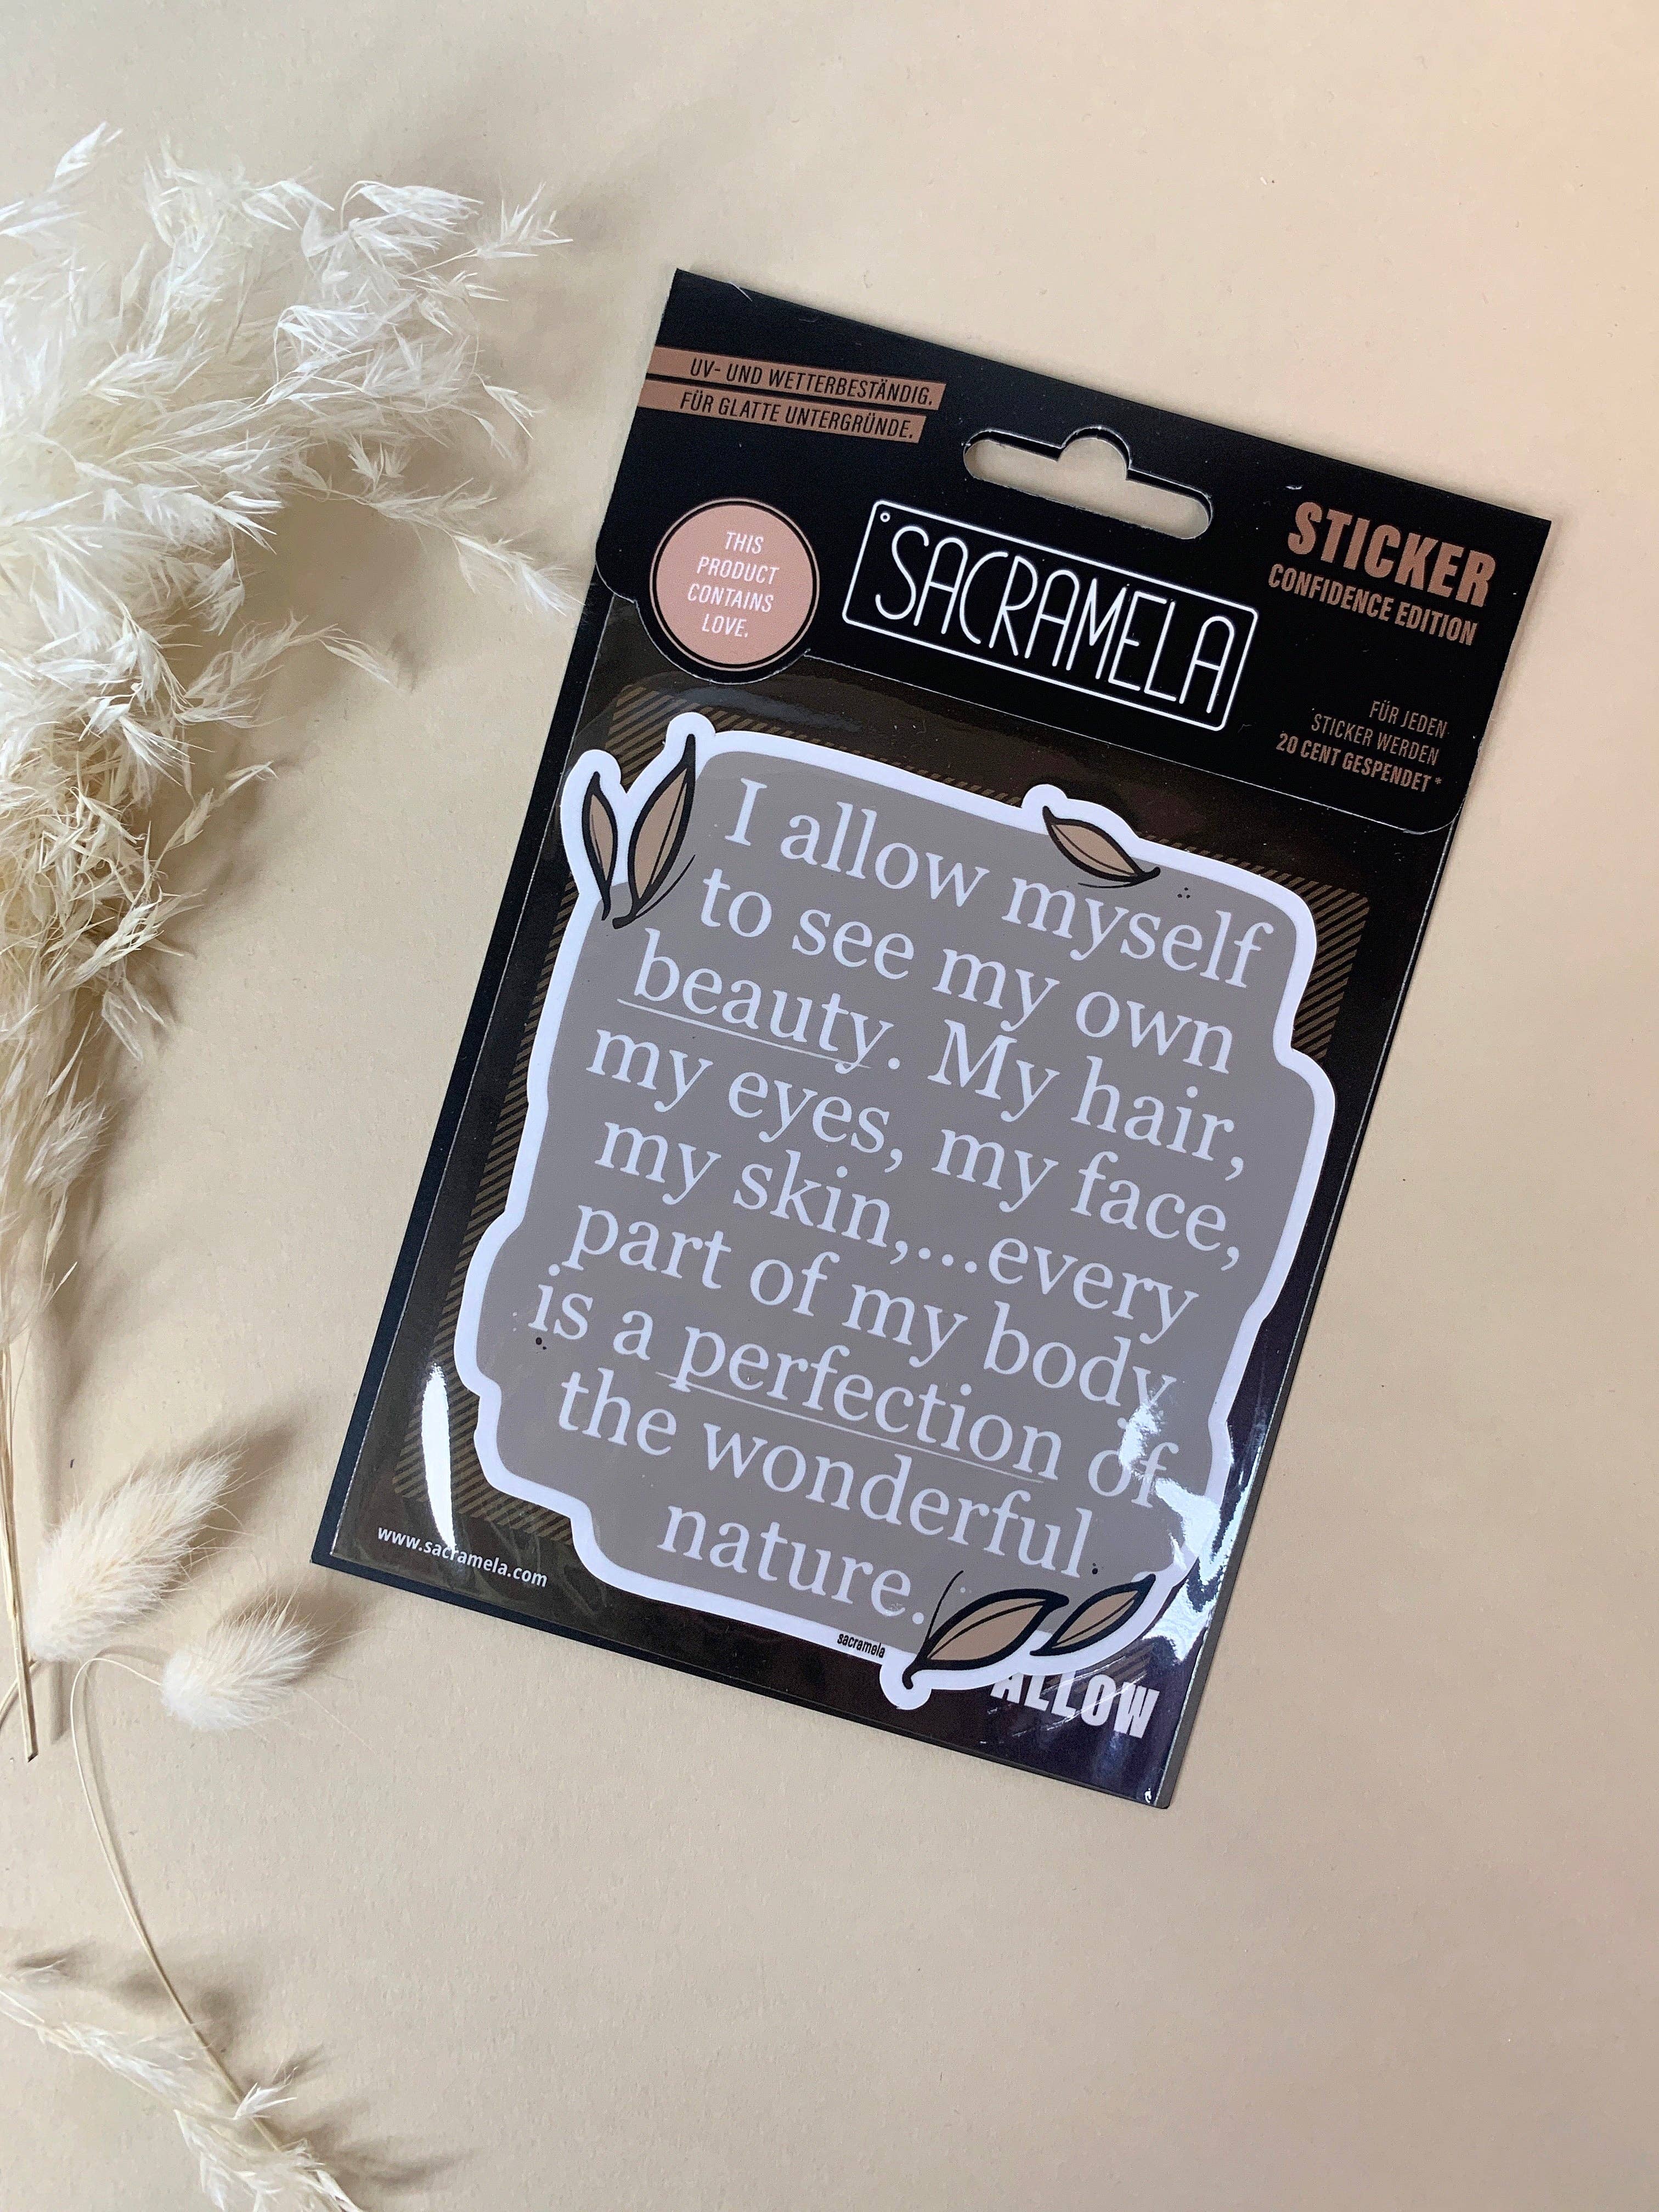 UV- UND WETTERBESTÄNDIG.
FÜR GLATTE UNTERGRÜNDE.
THIS
PRODUCT
CONTAINS
LOVE.
SACRAMELA
STICKER
CONFIDENCE EDITION
FÜR JEDEN
STICKER WERDEN
20 CENT GESPENDET*
I allow myself
to see my own
beauty. My hair,
my eyes, my face,
my skin,...every
part of my body
is a perfection of
the wonderful
nature.
sacramela
www.sacramela.com
ALLOW